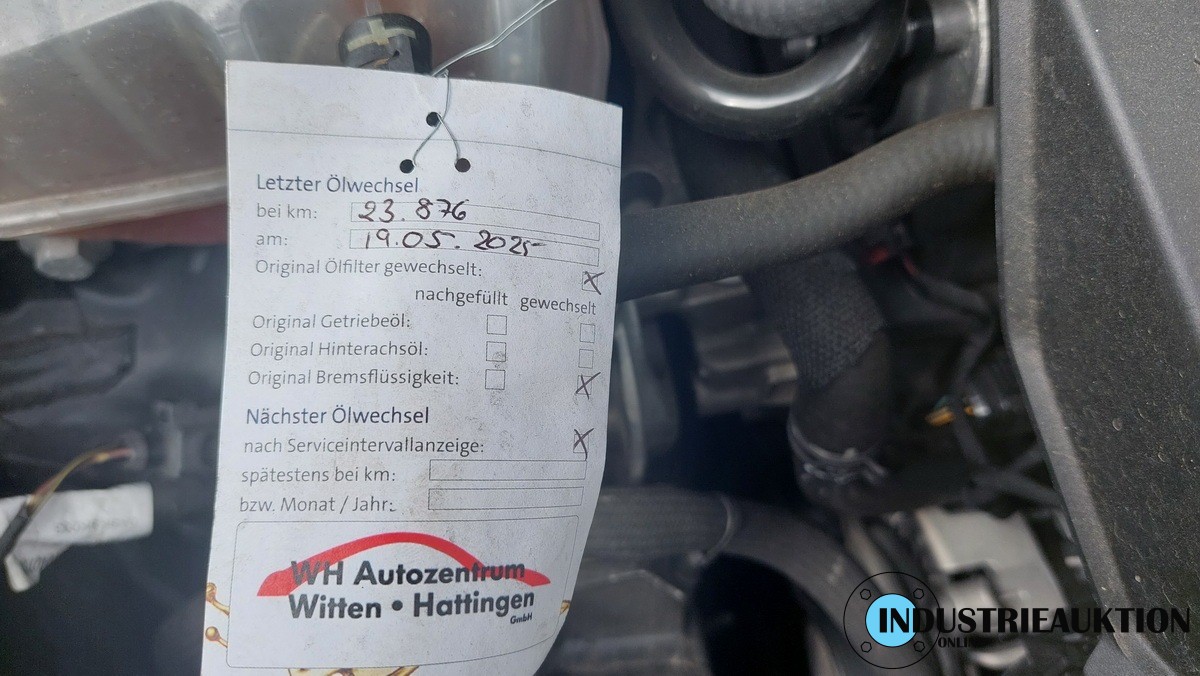 Letzter Ölwechsel
bei km: 23.876
am: 19.05.2025
Original Ölfilter gewechselt:
nachgefüllt gewechselt
Original Getriebeöl:
Original Hinterachsöl:
Original Bremsflüssigkeit:
Nächster Ölwechsel
nach Serviceintervallanzeige:
spätestens bei km:
bzw. Monat / Jahr:
WH Autozentrum
Witten • Hattingen
GmbH
INDUSTRIEAUKTION
ONLINE